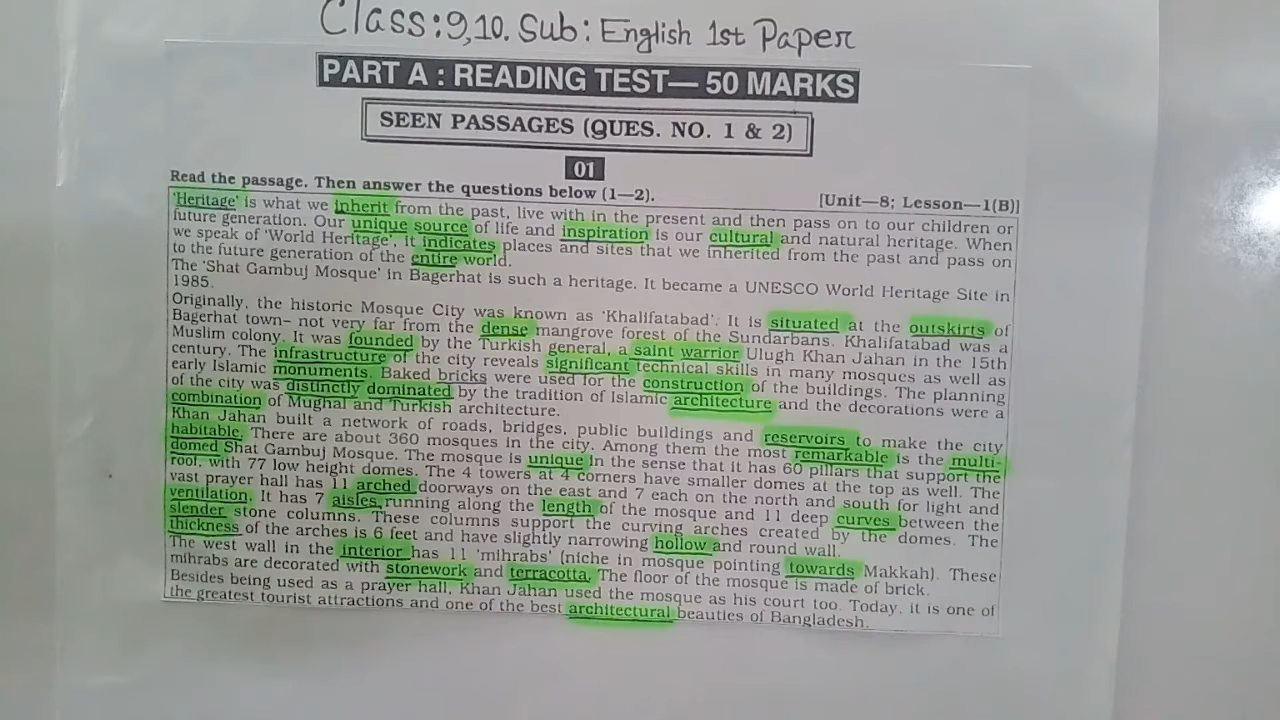 Class:9,10. Sub: English 1st Paper
PART A : READING TEST— 50 MARKS
SEEN PASSAGES (QUES. NO. 1 & 2)
01
Read the passage. Then answer the questions below (1—2). [Unit—8; Lesson—1(B)]
'Heritage' is what we inherit from the past, live with in the present and then pass on to our children or
future generation. Our unique source of life and inspiration is our cultural and natural heritage. When
we speak of 'World Heritage', it indicates places and sites that we inherited from the past and pass on
to the future generation of the entire world.
The 'Shat Gambuj Mosque' in Bagerhat is such a heritage. It became a UNESCO World Heritage Site in
1985.
Originally, the historic Mosque City was known as 'Khalifatabad'. It is situated at the outskirts of
Bagerhat town– not very far from the dense mangrove forest of the Sundarbans. Khalifatabad was a
Muslim colony. It was founded by the Turkish general, a saint warrior Ulugh Khan Jahan in the 15th
century. The infrastructure of the city reveals significant technical skills in many mosques as well as
early Islamic monuments. Baked bricks were used for the construction of the buildings. The planning
of the city was distinctly dominated by the tradition of Islamic architecture and the decorations were a
combination of Mughal and Turkish architecture.
Khan Jahan built a network of roads, bridges, public buildings and reservoirs to make the city
habitable. There are about 360 mosques in the city. Among them the most remarkable is the multi-
domed Shat Gambuj Mosque. The mosque is unique in the sense that it has 60 pillars that support the
roof, with 77 low height domes. The 4 towers at 4 corners have smaller domes at the top as well. The
vast prayer hall has 11 arched doorways on the east and 7 each on the north and south for light and
ventilation. It has 7 aisles running along the length of the mosque and 11 deep curves between the
slender stone columns. These columns support the curving arches created by the domes. The
thickness of the arches is 6 feet and have slightly narrowing hollow and round wall.
The west wall in the interior has 11 'mihrabs' (niche in mosque pointing towards Makkah). These
mihrabs are decorated with stonework and terracotta. The floor of the mosque is made of brick.
Besides being used as a prayer hall, Khan Jahan used the mosque as his court too. Today, it is one of
the greatest tourist attractions and one of the best architectural beauties of Bangladesh.